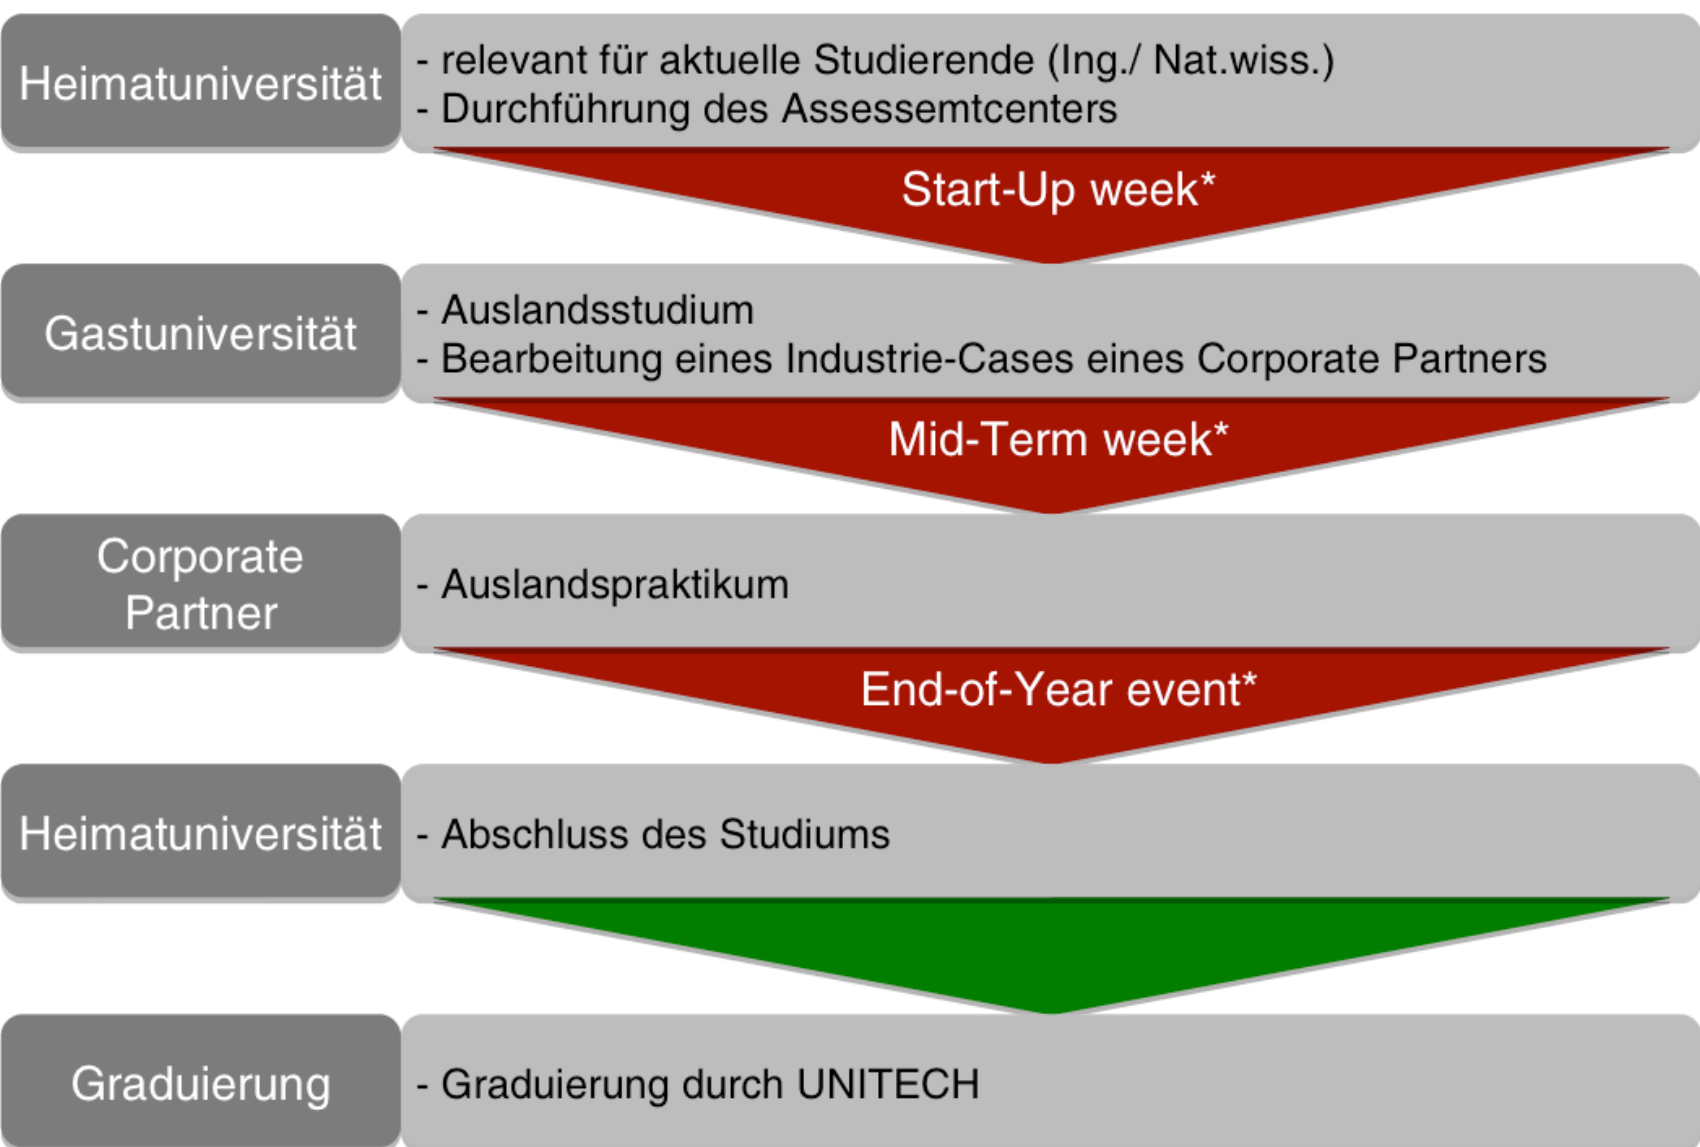 Heimatuniversität
- relevant für aktuelle Studierende (Ing./ Nat.wiss.)
- Durchführung des Assessemtcenters
Start-Up week*
Gastuniversität
- Auslandsstudium
- Bearbeitung eines Industrie-Cases eines Corporate Partners
Mid-Term week*
Corporate
Partner
- Auslandspraktikum
End-of-Year event*
Heimatuniversität
- Abschluss des Studiums
Graduierung
- Graduierung durch UNITECH